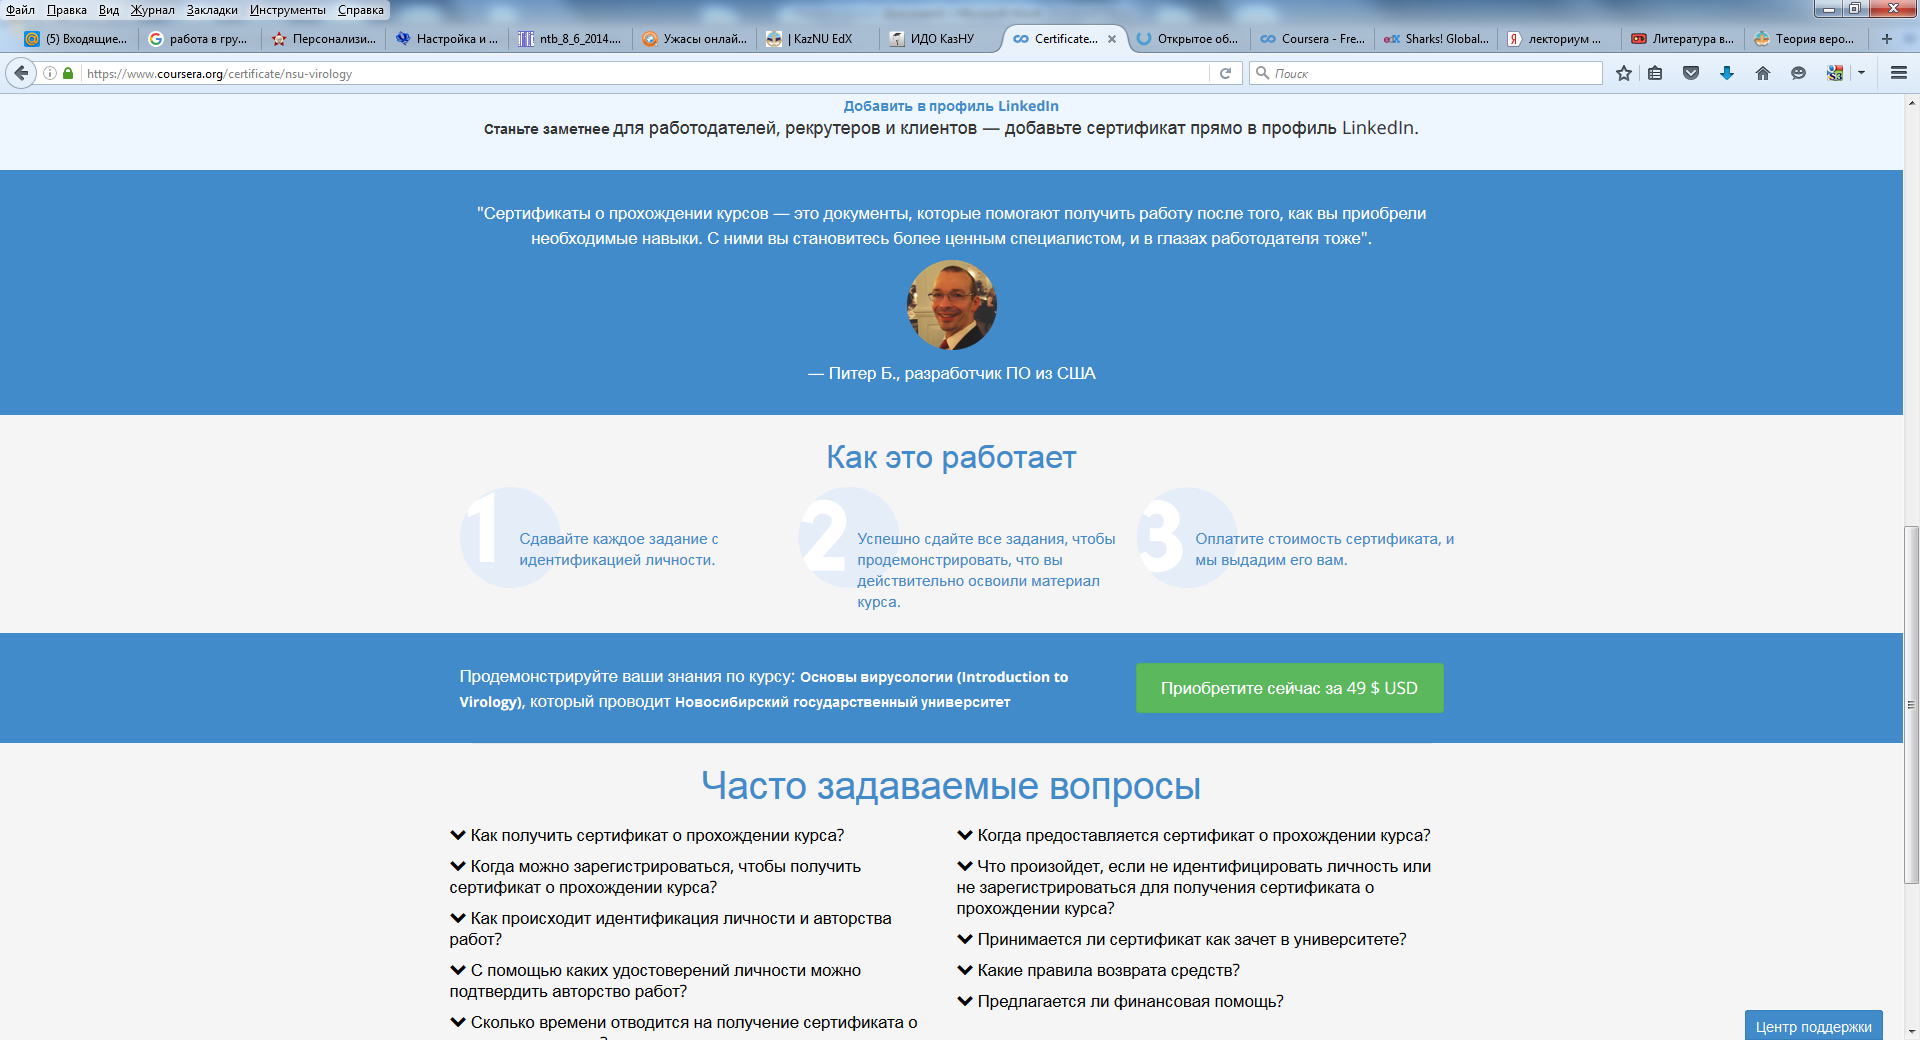 Файл Правка Вид Журнал Закладки Инструменты Справка
(5) Входящие... работа в гру... Персонализи... Настройка и ... ntb_8_6_2014.... Ужасы онлай... | KazNU EdX ИДО КазНУ Certificate... Открытое об... Coursera - Fre... Sharks! Global... лекториум ... Литература в... Теория веро...
https://www.coursera.org/certificate/nsu-virology Поиск
Добавить в профиль LinkedIn
Станьте заметнее для работодателей, рекрутеров и клиентов — добавьте сертификат прямо в профиль LinkedIn.
"Сертификаты о прохождении курсов — это документы, которые помогают получить работу после того, как вы приобрели
необходимые навыки. С ними вы становитесь более ценным специалистом, и в глазах работодателя тоже".
— Питер Б., разработчик ПО из США
Как это работает
1
Сдавайте каждое задание с
идентификацией личности.
2
Успешно сдайте все задания, чтобы
продемонстрировать, что вы
действительно освоили материал
курса.
3
Оплатите стоимость сертификата, и
мы выдадим его вам.
Продемонстрируйте ваши знания по курсу: Основы вирусологии (Introduction to
Virology), который проводит Новосибирский государственный университет
Приобретите сейчас за 49 $ USD
Часто задаваемые вопросы
Как получить сертификат о прохождении курса?
Когда можно зарегистрироваться, чтобы получить
сертификат о прохождении курса?
Как происходит идентификация личности и авторства
работ?
С помощью каких удостоверений личности можно
подтвердить авторство работ?
Сколько времени отводится на получение сертификата о
Когда предоставляется сертификат о прохождении курса?
Что произойдет, если не идентифицировать личность или
не зарегистрироваться для получения сертификата о
прохождении курса?
Принимается ли сертификат как зачет в университете?
Какие правила возврата средств?
Предлагается ли финансовая помощь?
Центр поддержки